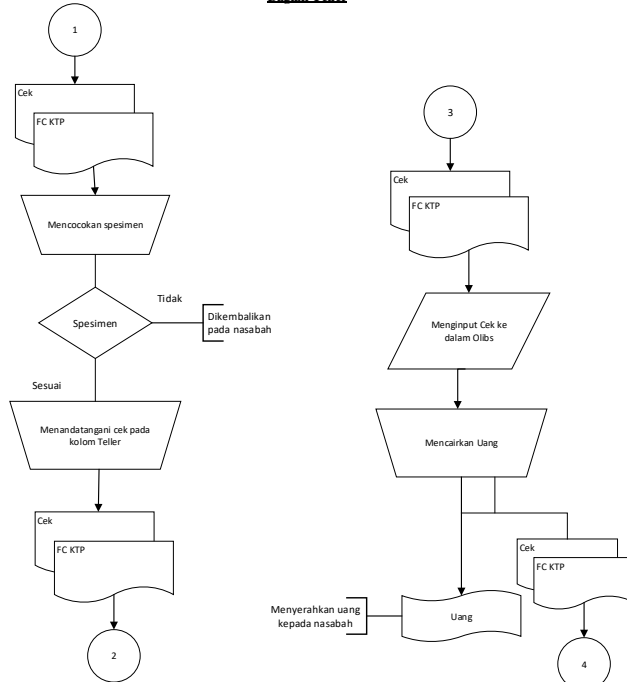 1
Cek
FC KTP
Mencocokan spesimen
Spesimen
Tidak
Dikembalikan
pada nasabah
Sesuai
Menandatangani cek pada
kolom Teller
Cek
FC KTP
2
3
Cek
FC KTP
Menginput Cek ke
dalam Olibs
Mencairkan Uang
Cek
FC KTP
Menyerahkan uang
kepada nasabah
Uang
4